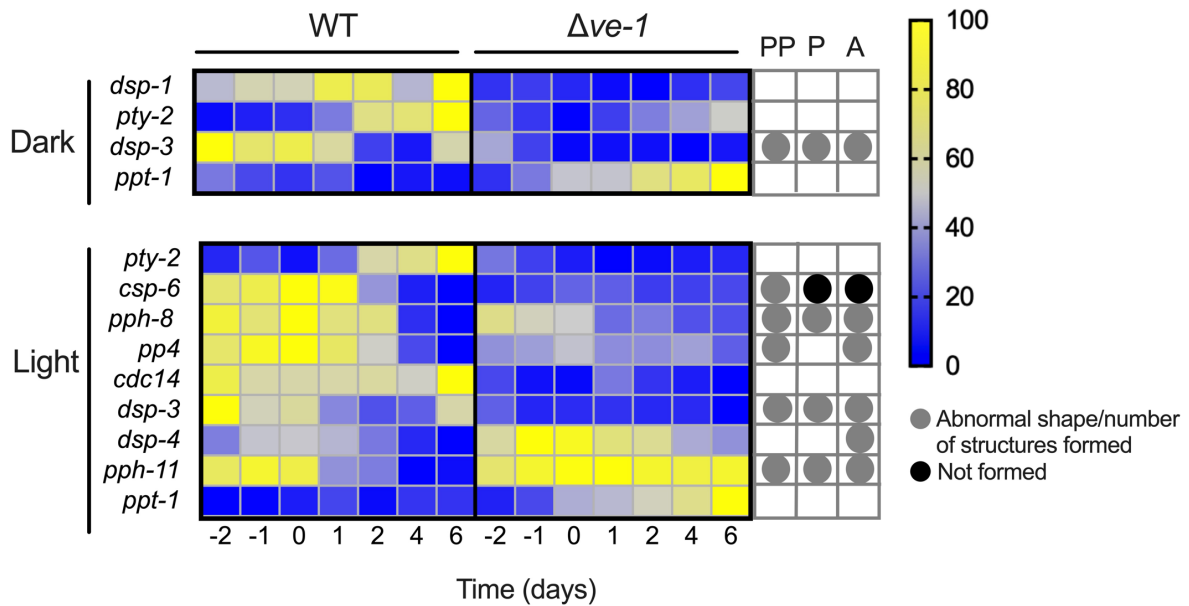 WT Δve-1 PP P A
Dark
dsp-1
pty-2
dsp-3
ppt-1
Light
pty-2
csp-6
pph-8
pp4
cdc14
dsp-3
dsp-4
pph-11
ppt-1
-2 -1 0 1 2 4 6 -2 -1 0 1 2 4 6
Time (days)
100
80
60
40
20
0
Abnormal shape/number
of structures formed
Not formed